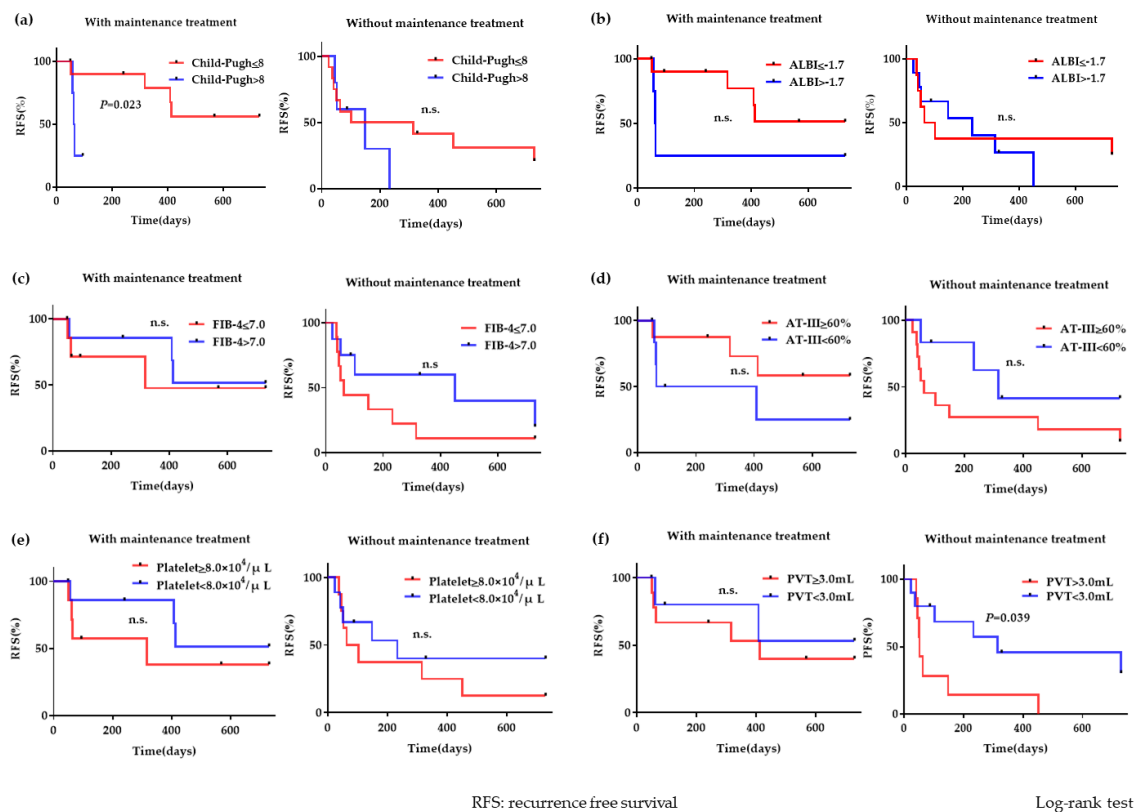 (a)
With maintenance treatment
RFS(%)
100
50
0
Child-Pugh≤8
Child-Pugh>8
P=0.023
0 200 400 600
Time(days)
Without maintenance treatment
RFS(%)
100
50
0
Child-Pugh≤8
Child-Pugh>8
n.s.
0 200 400 600
Time(days)
(b)
With maintenance treatment
RFS(%)
100
50
0
ALBI≤-1.7
ALBI>-1.7
n.s.
0 200 400 600
Time(days)
Without maintenance treatment
RFS(%)
100
50
0
ALBI≤-1.7
ALBI>-1.7
n.s.
0 200 400 600
Time(days)
(c)
With maintenance treatment
RFS(%)
100
50
0
FIB-4≤7.0
FIB-4>7.0
n.s.
0 200 400 600
Time(days)
Without maintenance treatment
RFS(%)
100
50
0
FIB-4≤7.0
FIB-4>7.0
n.s
0 200 400 600
Time(days)
(d)
With maintenance treatment
RFS(%)
100
50
0
AT-III≥60%
AT-III<60%
n.s.
0 200 400 600
Time(days)
Without maintenance treatment
RFS(%)
100
50
0
AT-III≥60%
AT-III<60%
n.s.
0 200 400 600
Time(days)
(e)
With maintenance treatment
RFS(%)
100
50
0
Platelet≥8.0×10⁴/μ L
Platelet<8.0×10⁴/μ L
n.s.
0 200 400 600
Time(days)
Without maintenance treatment
RFS(%)
100
50
0
Platelet≥8.0×10⁴/μ L
Platelet<8.0×10⁴/μ L
n.s.
0 200 400 600
Time(days)
(f)
With maintenance treatment
RFS(%)
100
50
0
PVT≥3.0mL
PVT<3.0mL
n.s.
0 200 400 600
Time(days)
Without maintenance treatment
PFS(%)
100
50
0
PVT>3.0mL
PVT<3.0mL
P=0.039
0 200 400 600
Time(days)
RFS: recurrence free survival
Log-rank test